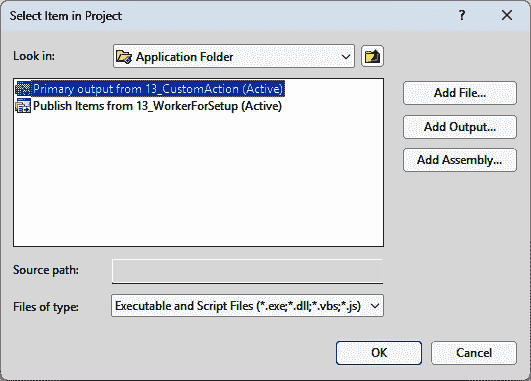 Select Item in Project
? ×
Look in: Application Folder
Primary output from 13_CustomAction (Active)
Publish Items from 13_WorkerForSetup (Active)
Add File...
Add Output...
Add Assembly...
Source path:
Files of type: Executable and Script Files (*.exe;*.dll;*.vbs;*.js)
OK Cancel